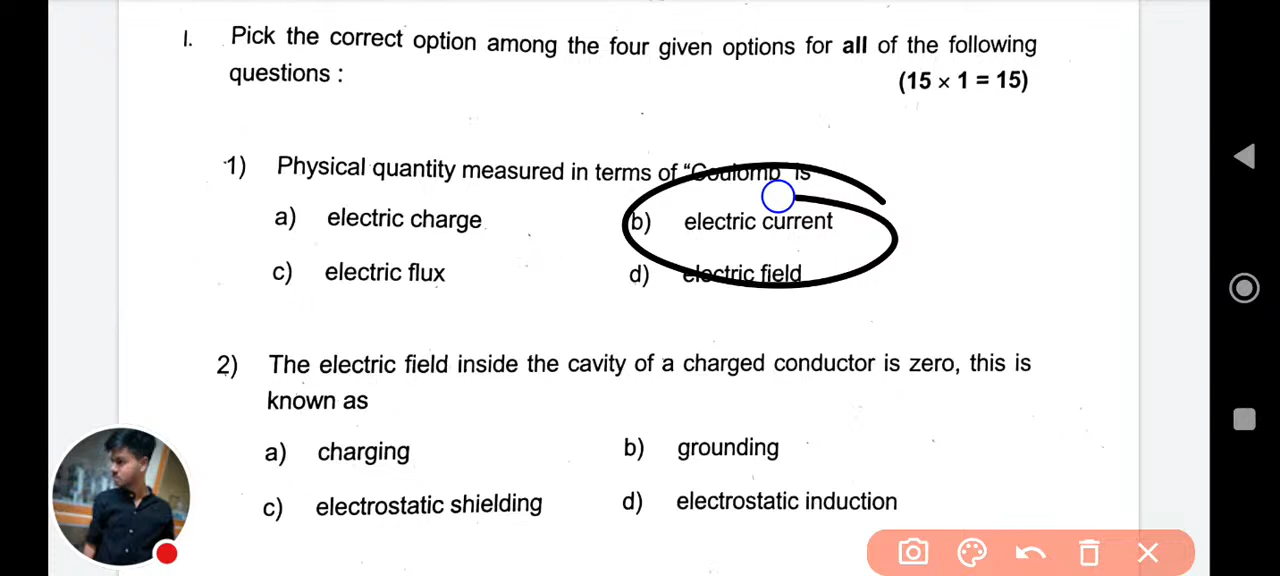 I. Pick the correct option among the four given options for all of the following
questions :
(15 × 1 = 15)
1) Physical quantity measured in terms of "Coulomb" is
a) electric charge b) electric current
c) electric flux d) electric field
2) The electric field inside the cavity of a charged conductor is zero, this is
known as
a) charging b) grounding
c) electrostatic shielding d) electrostatic induction